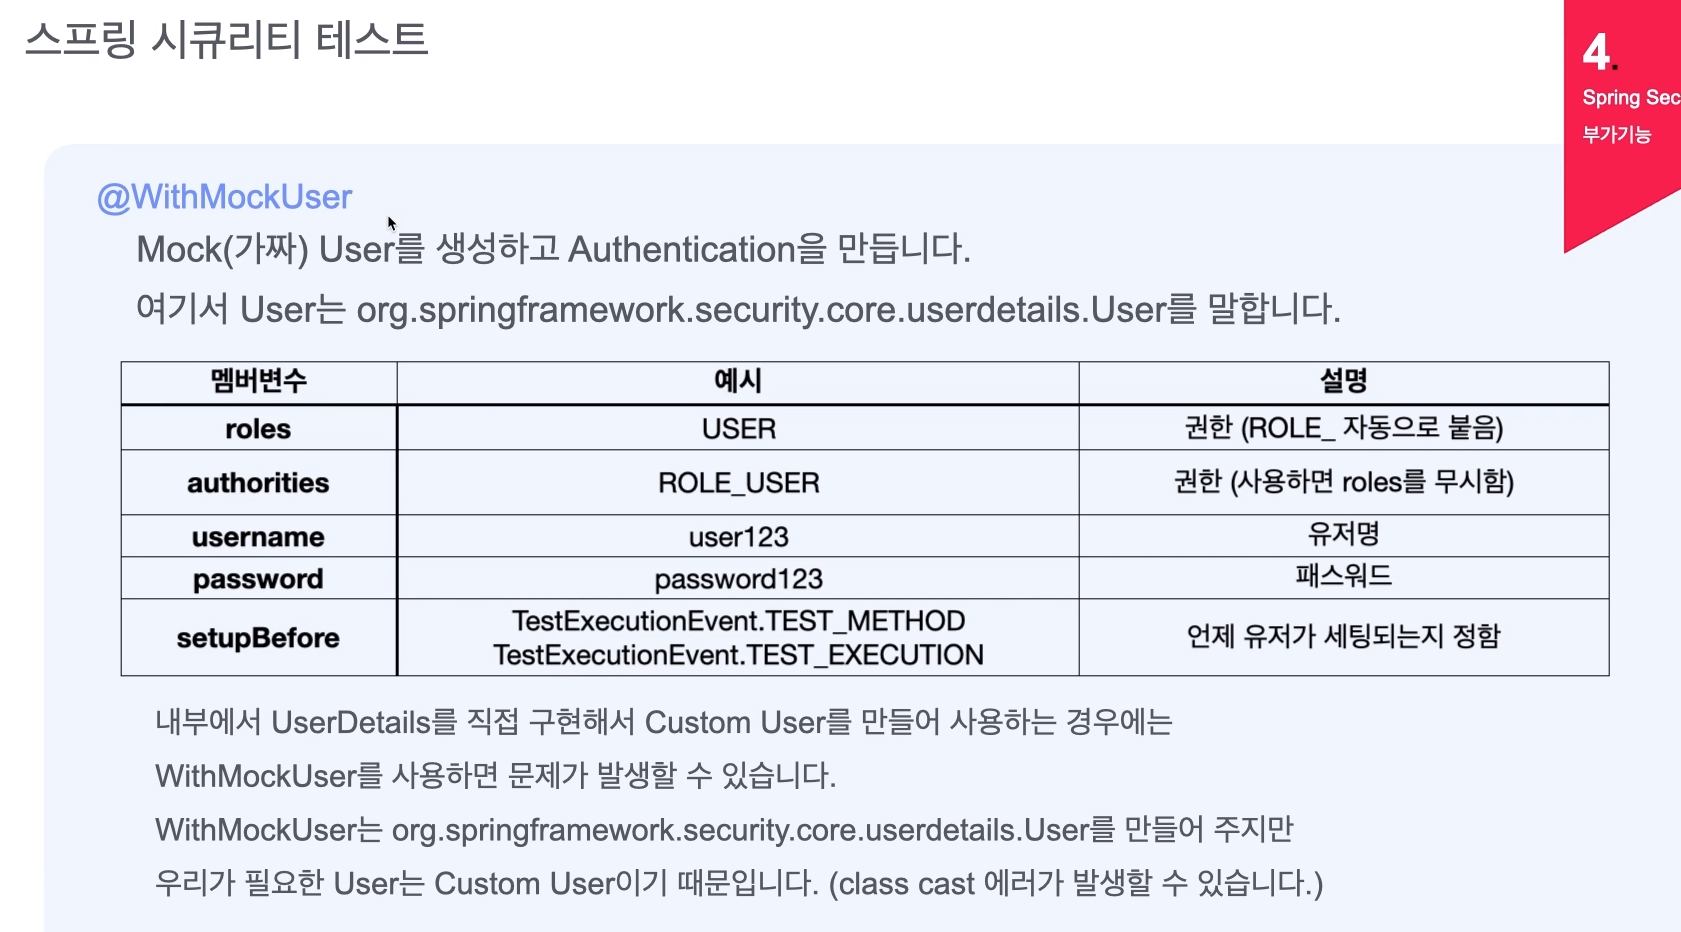 스프링 시큐리티 테스트
4.
Spring Sec
부가기능
@WithMockUser
Mock(가짜) User를 생성하고 Authentication을 만듭니다.
여기서 User는 org.springframework.security.core.userdetails.User를 말합니다.
멤버변수 예시 설명
roles USER 권한 (ROLE_ 자동으로 붙음)
authorities ROLE_USER 권한 (사용하면 roles를 무시함)
username user123 유저명
password password123 패스워드
setupBefore TestExecutionEvent.TEST_METHOD 언제 유저가 세팅되는지 정함
TestExecutionEvent.TEST_EXECUTION
내부에서 UserDetails를 직접 구현해서 Custom User를 만들어 사용하는 경우에는
WithMockUser를 사용하면 문제가 발생할 수 있습니다.
WithMockUser는 org.springframework.security.core.userdetails.User를 만들어 주지만
우리가 필요한 User는 Custom User이기 때문입니다. (class cast 에러가 발생할 수 있습니다.)